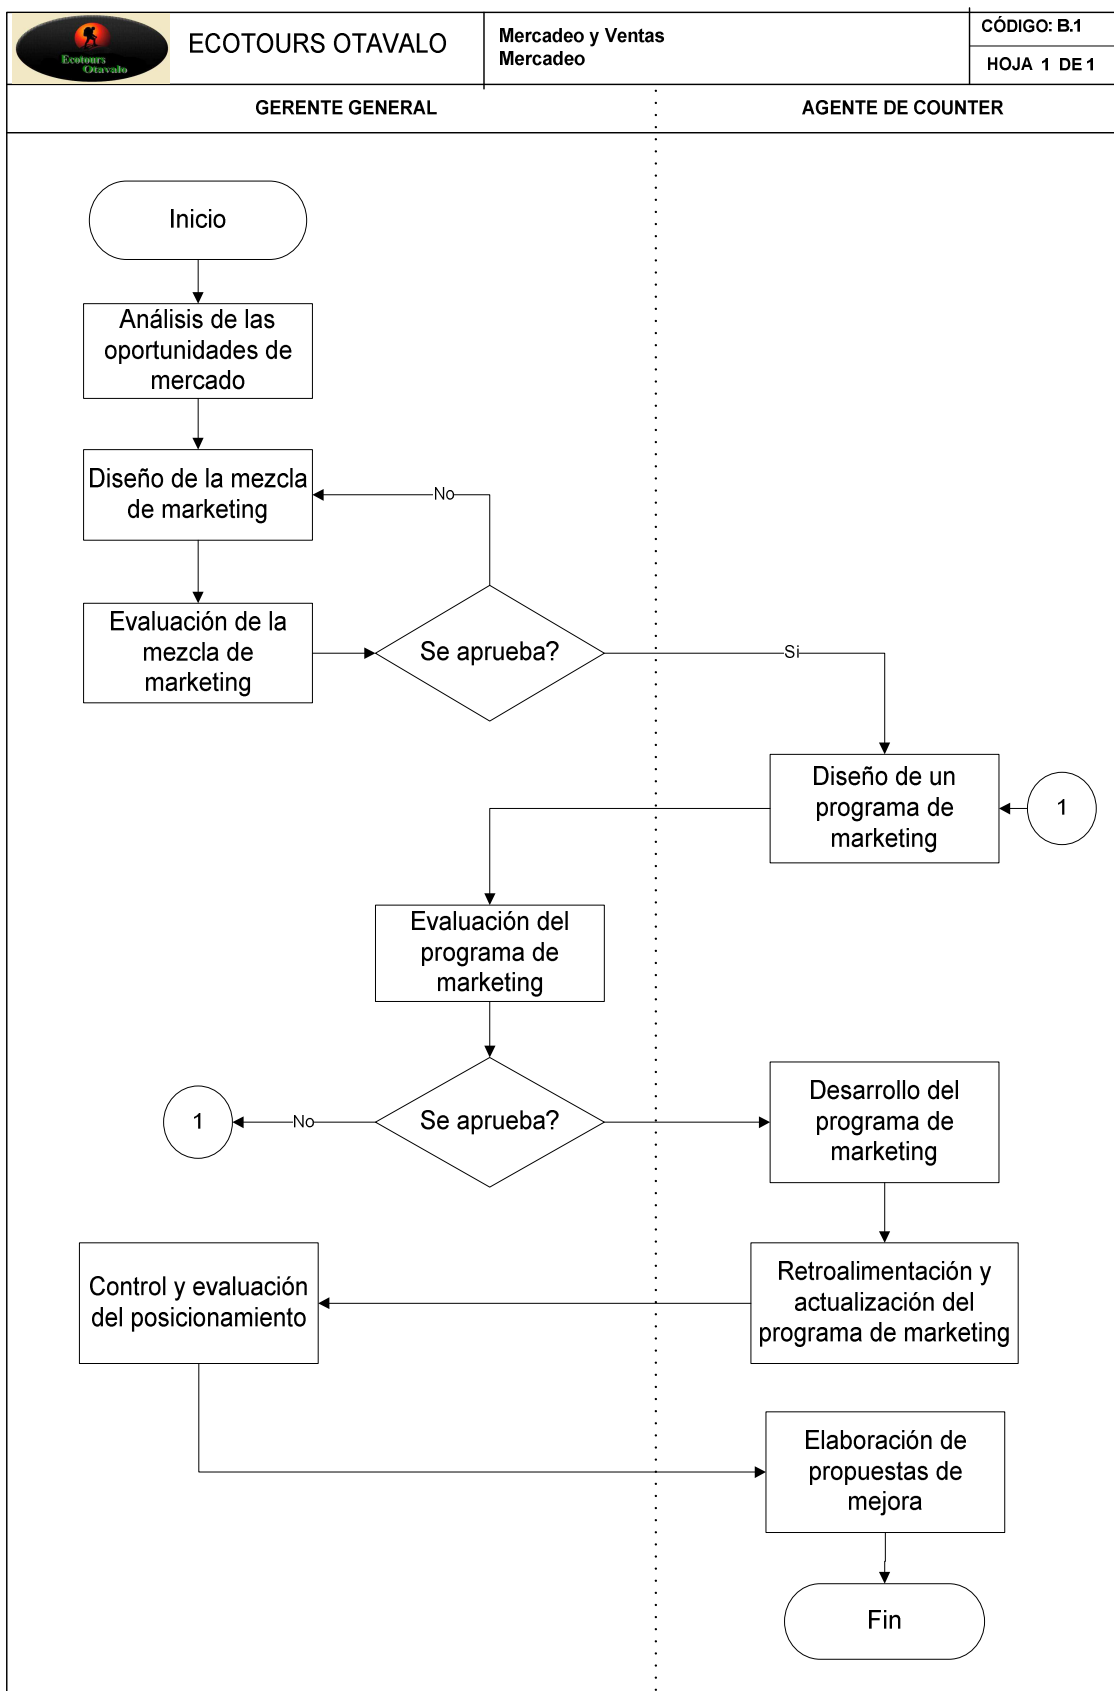 Ecotours
Otavalo
ECOTOURS OTAVALO
Mercadeo y Ventas
Mercadeo
CÓDIGO: B.1
HOJA 1 DE 1
GERENTE GENERAL
AGENTE DE COUNTER
Inicio
Análisis de las
oportunidades de
mercado
Diseño de la mezcla
de marketing
No
Evaluación de la
mezcla de
marketing
Se aprueba?
Si
Diseño de un
programa de
marketing
1
Evaluación del
programa de
marketing
1
No
Se aprueba?
Desarrollo del
programa de
marketing
Retroalimentación y
actualización del
programa de marketing
Control y evaluación
del posicionamiento
Elaboración de
propuestas de
mejora
Fin